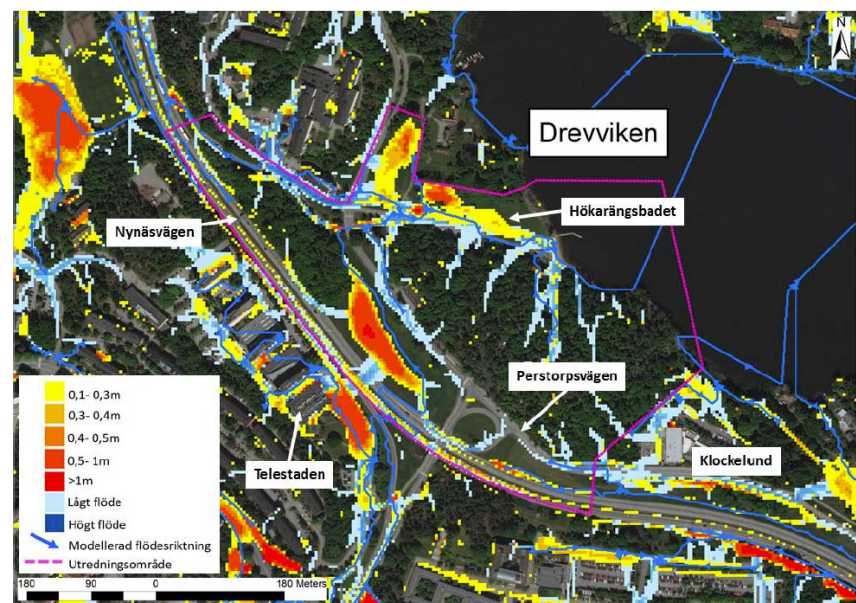 N
Drevviken
Hökarängsbadet
Nynäsvägen
Perstorpsvägen
Telestaden
Klockelund
0,1- 0,3m
0,3- 0,4m
0,4- 0,5m
0,5- 1m
>1m
Lågt flöde
Högt flöde
Modellerad flödesriktning
Utredningsområde
180 90 0 180 Meters